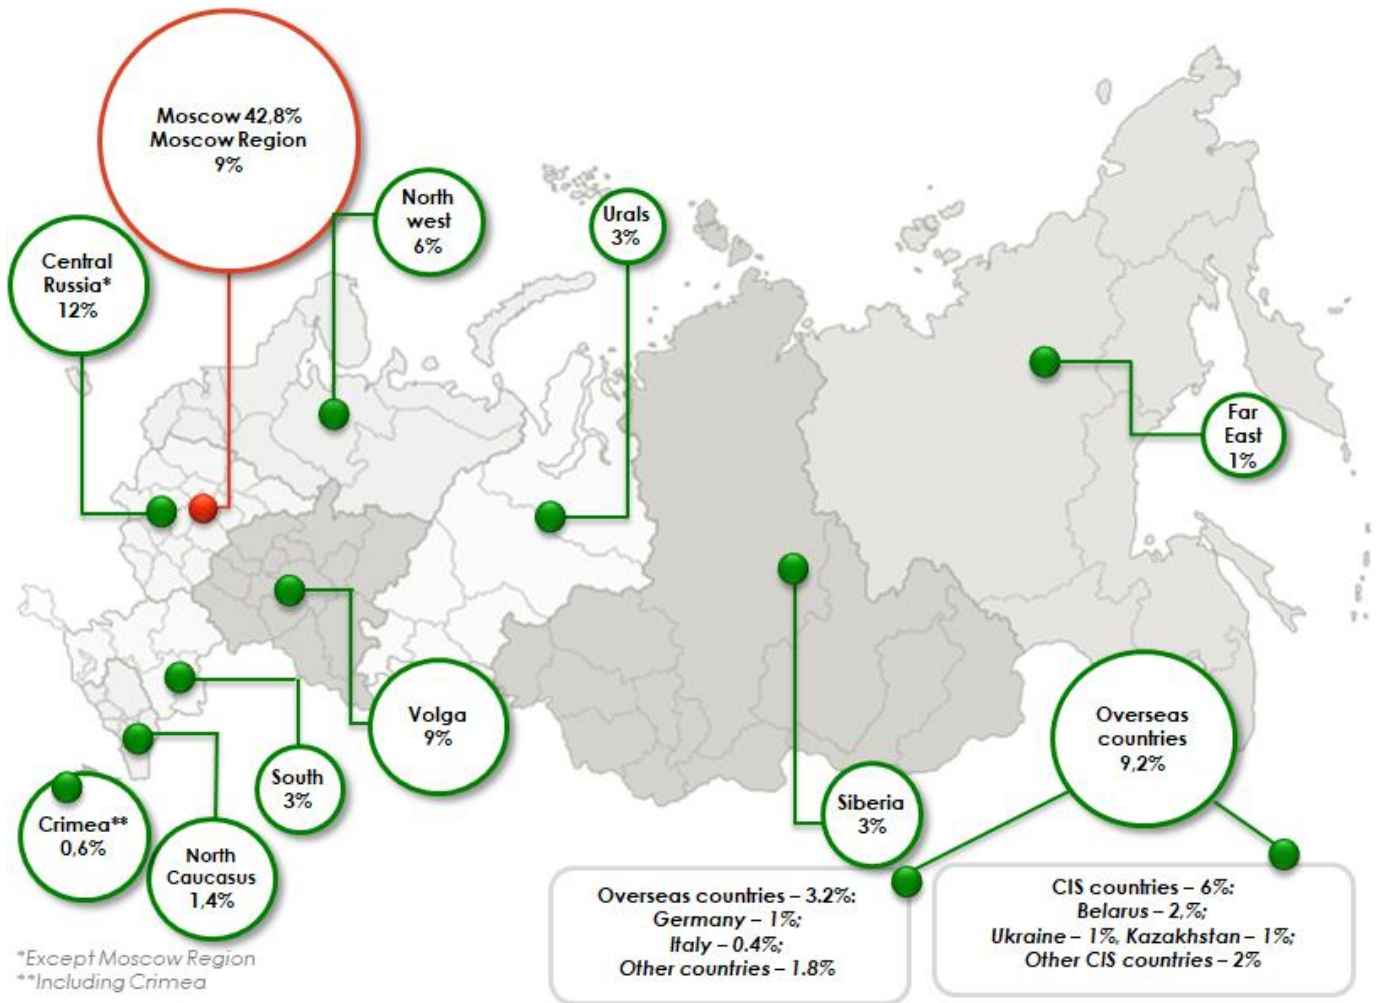 Moscow 42,8%
Moscow Region
9%
North
west
6%
Urals
3%
Central
Russia*
12%
Far
East
1%
Volga
9%
Overseas
countries
9,2%
South
3%
Siberia
3%
Crimea**
0,6%
North
Caucasus
1,4%
Overseas countries – 3.2%:
Germany – 1%;
Italy – 0.4%;
Other countries – 1.8%
CIS countries – 6%:
Belarus – 2,%;
Ukraine – 1%, Kazakhstan – 1%;
Other CIS countries – 2%
*Except Moscow Region
**Including Crimea